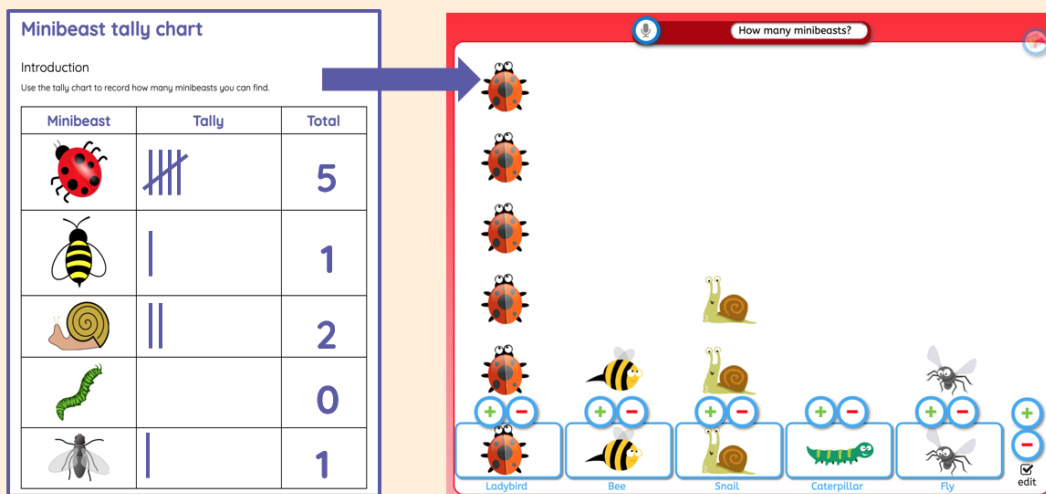 Minibeast tally chart
Introduction
Use the tally chart to record how many minibeasts you can find.
Minibeast Tally Total
5
1
2
0
1
How many minibeasts?
+ − + − + − + − + − +
−
edit
Ladybird Bee Snail Caterpillar Fly